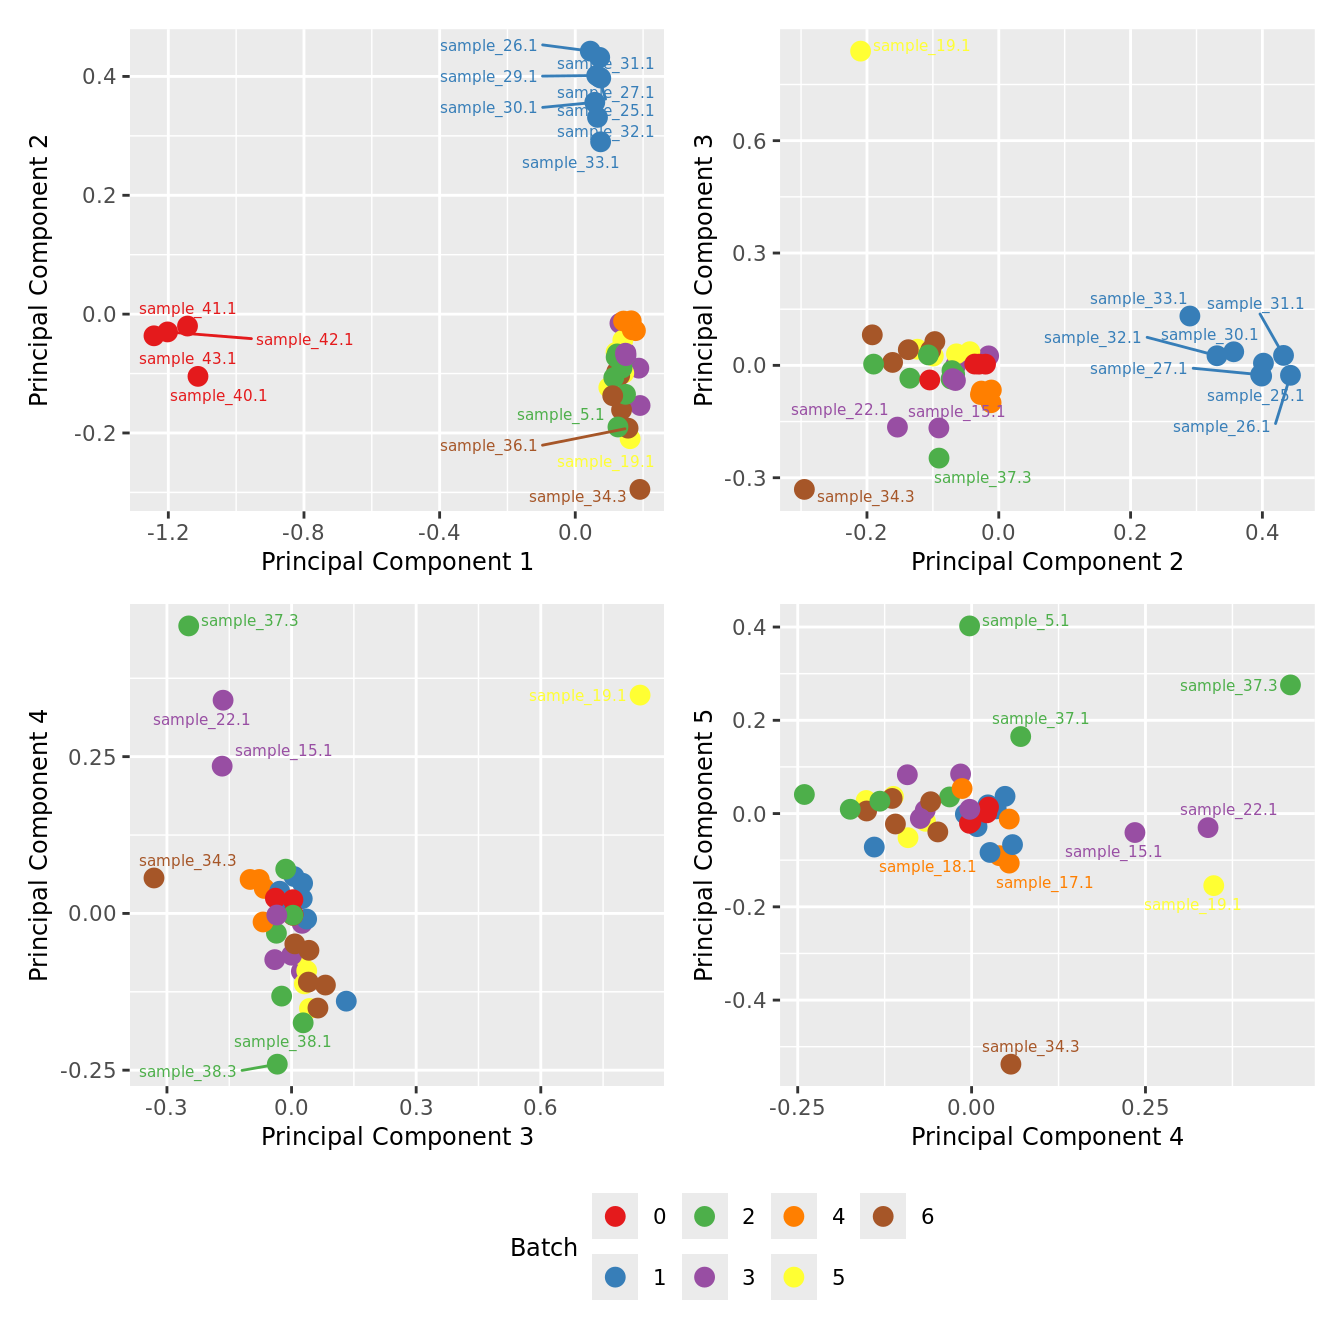 sample_26.1
sample_31.1
sample_29.1
sample_27.1
sample_30.1
sample_25.1
sample_32.1
sample_33.1
sample_41.1
sample_42.1
sample_43.1
sample_40.1
sample_5.1
sample_36.1
sample_19.1
sample_34.3
0.4
0.2
0.0
-0.2
-1.2 -0.8 -0.4 0.0
Principal Component 1
Principal Component 2
sample_19.1
sample_33.1
sample_31.1
sample_32.1
sample_30.1
sample_27.1
sample_25.1
sample_22.1
sample_15.1
sample_26.1
sample_37.3
sample_34.3
0.6
0.3
0.0
-0.3
-0.2 0.0 0.2 0.4
Principal Component 2
Principal Component 3
sample_37.3
sample_19.1
sample_22.1
sample_15.1
sample_34.3
sample_38.1
sample_38.3
0.25
0.00
-0.25
-0.3 0.0 0.3 0.6
Principal Component 3
Principal Component 4
sample_5.1
sample_37.3
sample_37.1
sample_22.1
sample_15.1
sample_18.1
sample_17.1
sample_19.1
sample_34.3
0.4
0.2
0.0
-0.2
-0.4
-0.25 0.00 0.25
Principal Component 4
Principal Component 5
Batch
0 2 4 6
1 3 5